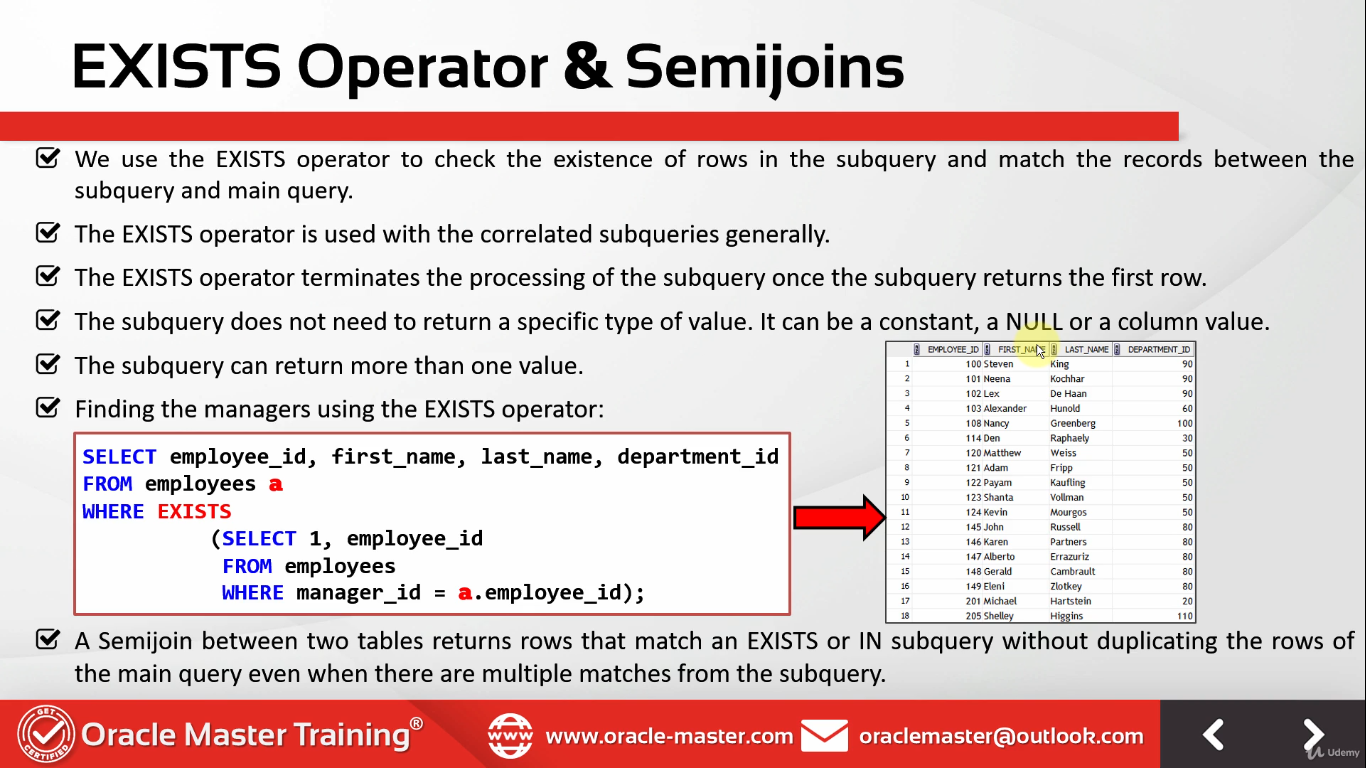 EXISTS Operator & Semijoins
We use the EXISTS operator to check the existence of rows in the subquery and match the records between the
subquery and main query.
The EXISTS operator is used with the correlated subqueries generally.
The EXISTS operator terminates the processing of the subquery once the subquery returns the first row.
The subquery does not need to return a specific type of value. It can be a constant, a NULL or a column value.
The subquery can return more than one value.
Finding the managers using the EXISTS operator:
SELECT employee_id, first_name, last_name, department_id
FROM employees a
WHERE EXISTS
(SELECT 1, employee_id
FROM employees
WHERE manager_id = a.employee_id);
EMPLOYEE_ID FIRST_NAME LAST_NAME DEPARTMENT_ID
1 100 Steven King 90
2 101 Neena Kochhar 90
3 102 Lex De Haan 90
4 103 Alexander Hunold 60
5 108 Nancy Greenberg 100
6 114 Den Raphaely 30
7 120 Matthew Weiss 50
8 121 Adam Fripp 50
9 122 Payam Kaufling 50
10 123 Shanta Vollman 50
11 124 Kevin Mourgos 50
12 145 John Russell 80
13 146 Karen Partners 80
14 147 Alberto Errazuriz 80
15 148 Gerald Cambrault 80
16 149 Eleni Zlotkey 80
17 201 Michael Hartstein 20
18 205 Shelley Higgins 110
A Semijoin between two tables returns rows that match an EXISTS or IN subquery without duplicating the rows of
the main query even when there are multiple matches from the subquery.
GET CERTIFIED
Oracle Master Training®
www
www.oracle-master.com
oraclemaster@outlook.com
Udemy